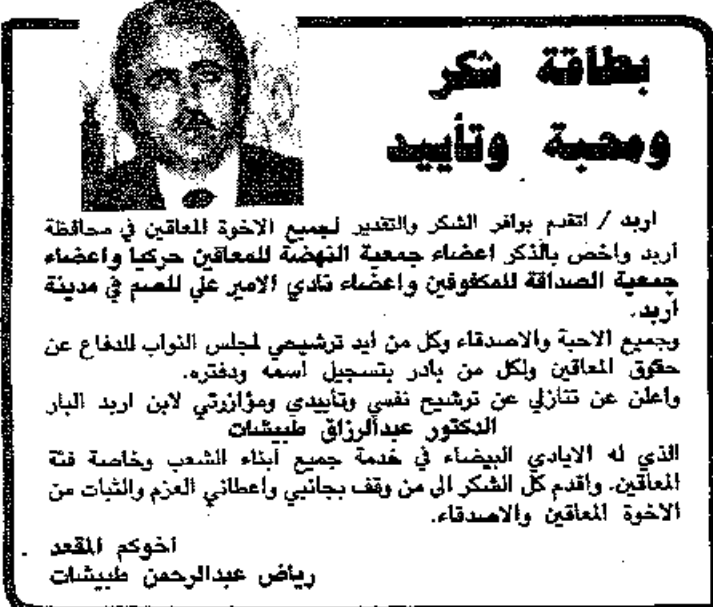 بطاقة شكر
ومحبة وتأييد
اربد / اتقدم بوافر الشكر والتقدير لجميع الاخوة المعاقين في محافظة
اربد واخص بالذكر اعضاء جمعية النهضة للمعاقين حركيا واعضاء
جمعية الصداقة للمكفوفين واعضاء نادي الامير علي للصم في مدينة
اربد.
وجميع الاحبة والاصدقاء وكل من ايد ترشيحي لمجلس النواب للدفاع عن
حقوق المعاقين ولكل من بادر بتسجيل اسمه ودفتره.
واعلن عن تنازلي عن ترشيح نفسي وتأييدي ومؤازرتي لابن اربد البار
الدكتور عبدالرزاق طبيشات
الذي له الايادي البيضاء في خدمة جميع ابناء الشعب وخاصة فئة
المعاقين. واقدم كل الشكر الى من وقف بجانبي واعطاني العزم والثبات من
الاخوة المعاقين والاصدقاء.
اخوكم المقعد
رياض عبدالرحمن طبيشات